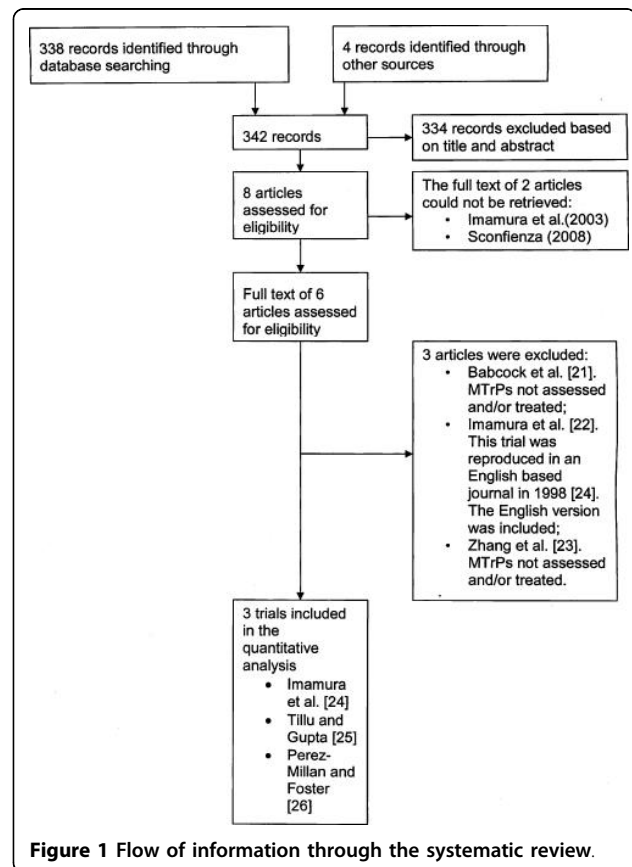 338 records identified through
database searching
4 records identified through
other sources
342 records
334 records excluded based
on title and abstract
8 articles
assessed for
eligibility
The full text of 2 articles
could not be retrieved:
• Imamura et al.(2003)
• Sconfienza (2008)
Full text of 6
articles assessed
for eligibility
3 articles were excluded:
• Babcock et al. [21].
MTrPs not assessed
and/or treated;
• Imamura et al. [22].
This trial was
reproduced in an
English based
journal in 1998 [24].
The English version
was included;
• Zhang et al. [23].
MTrPs not assessed
and/or treated.
3 trials included
in the
quantitative
analysis
• Imamura
et al. [24]
• Tillu and
Gupta [25]
• Perez-
Millan and
Foster
[26]
Figure 1 Flow of information through the systematic review.